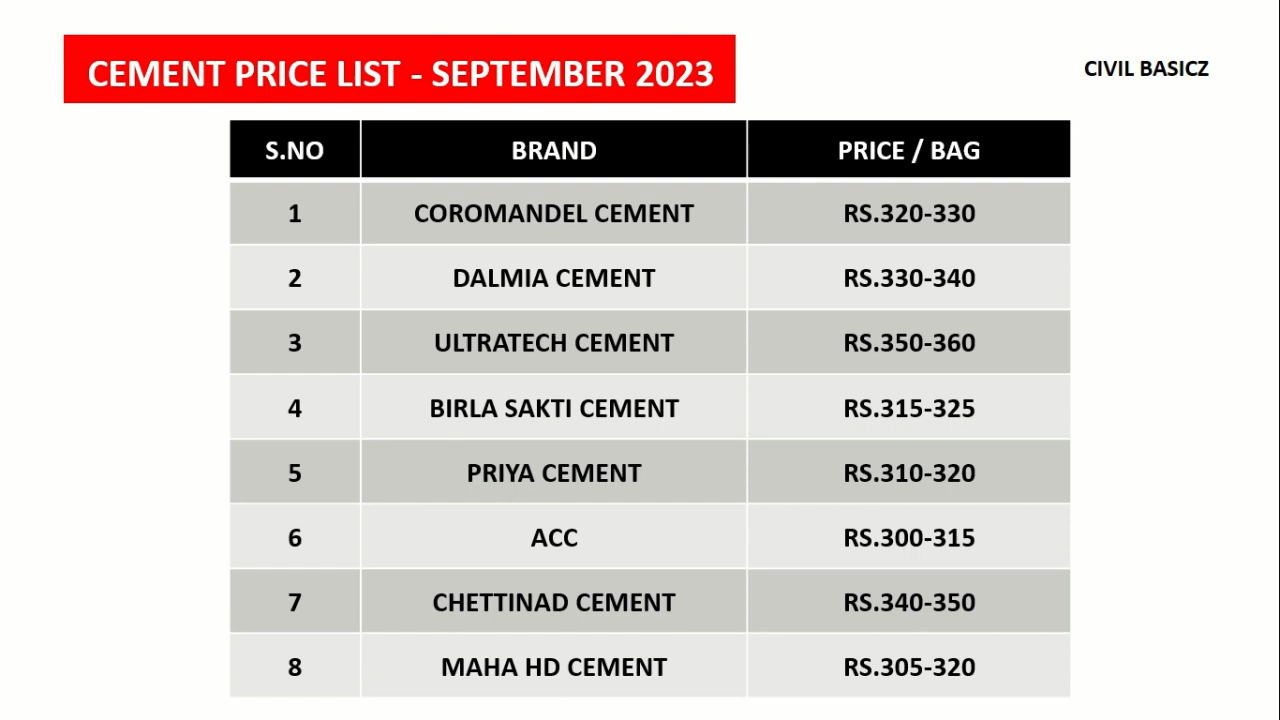 CEMENT PRICE LIST - SEPTEMBER 2023
CIVIL BASICZ
S.NO BRAND PRICE / BAG
1 COROMANDEL CEMENT RS.320-330
2 DALMIA CEMENT RS.330-340
3 ULTRATECH CEMENT RS.350-360
4 BIRLA SAKTI CEMENT RS.315-325
5 PRIYA CEMENT RS.310-320
6 ACC RS.300-315
7 CHETTINAD CEMENT RS.340-350
8 MAHA HD CEMENT RS.305-320